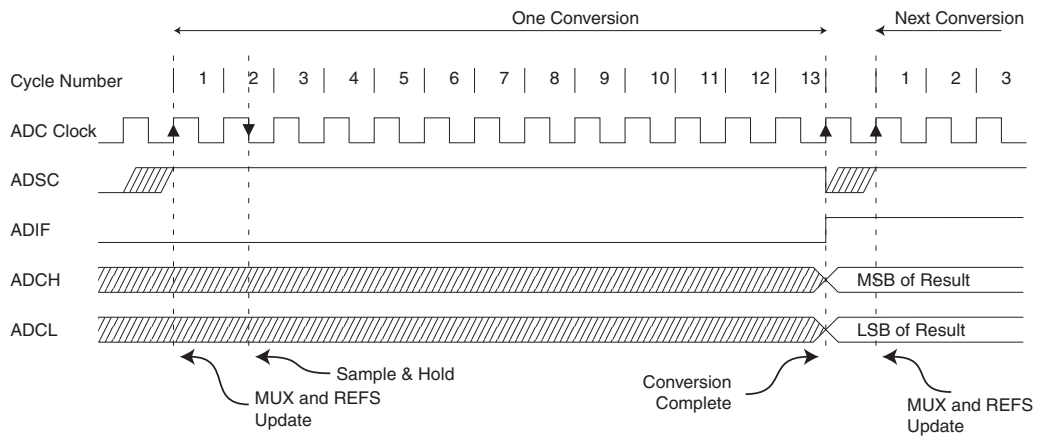 One Conversion
Next Conversion
Cycle Number
1 2 3 4 5 6 7 8 9 10 11 12 13 1 2 3
ADC Clock
ADSC
ADIF
ADCH
MSB of Result
ADCL
LSB of Result
Sample & Hold
MUX and REFS
Update
Conversion
Complete
MUX and REFS
Update